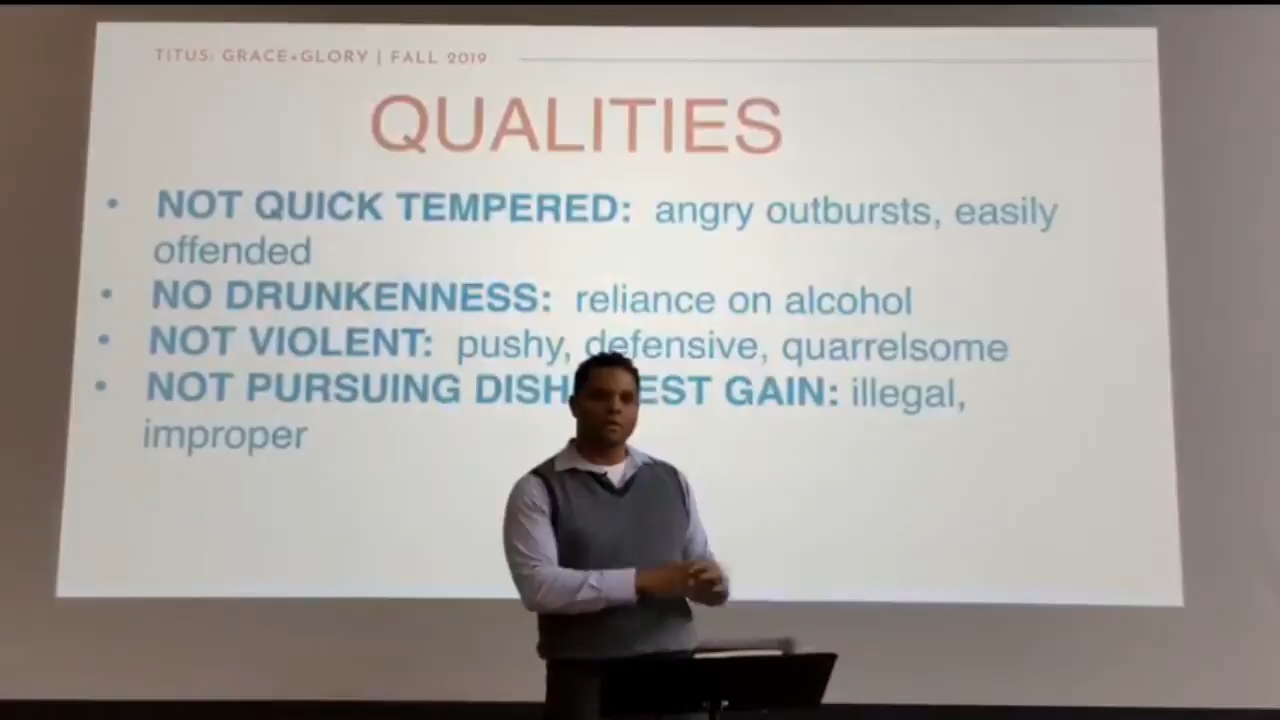 TITUS: GRACE+GLORY | FALL 2019
QUALITIES
• NOT QUICK TEMPERED: angry outbursts, easily
offended
• NO DRUNKENNESS: reliance on alcohol
• NOT VIOLENT: pushy, defensive, quarrelsome
• NOT PURSUING GAIN: illegal,
improper